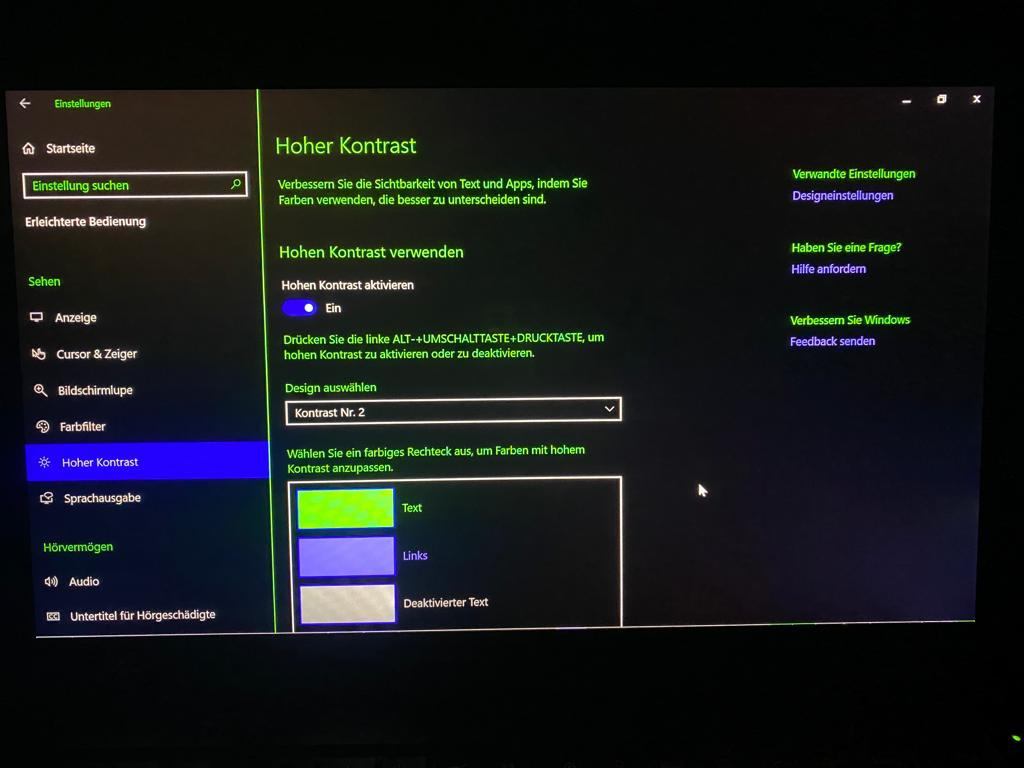 Einstellungen
Startseite
Einstellung suchen
Erleichterte Bedienung
Sehen
Anzeige
Cursor & Zeiger
Bildschirmlupe
Farbfilter
Hoher Kontrast
Sprachausgabe
Hörvermögen
Audio
CC Untertitel für Hörgeschädigte
Hoher Kontrast
Verbessern Sie die Sichtbarkeit von Text und Apps, indem Sie
Farben verwenden, die besser zu unterscheiden sind.
Hohen Kontrast verwenden
Hohen Kontrast aktivieren
Ein
Drücken Sie die linke ALT-+UMSCHALTTASTE+DRUCKTASTE, um
hohen Kontrast zu aktivieren oder zu deaktivieren.
Design auswählen
Kontrast Nr. 2
Wählen Sie ein farbiges Rechteck aus, um Farben mit hohem
Kontrast anzupassen.
Text
Links
Deaktivierter Text
Verwandte Einstellungen
Designeinstellungen
Haben Sie eine Frage?
Hilfe anfordern
Verbessern Sie Windows
Feedback senden